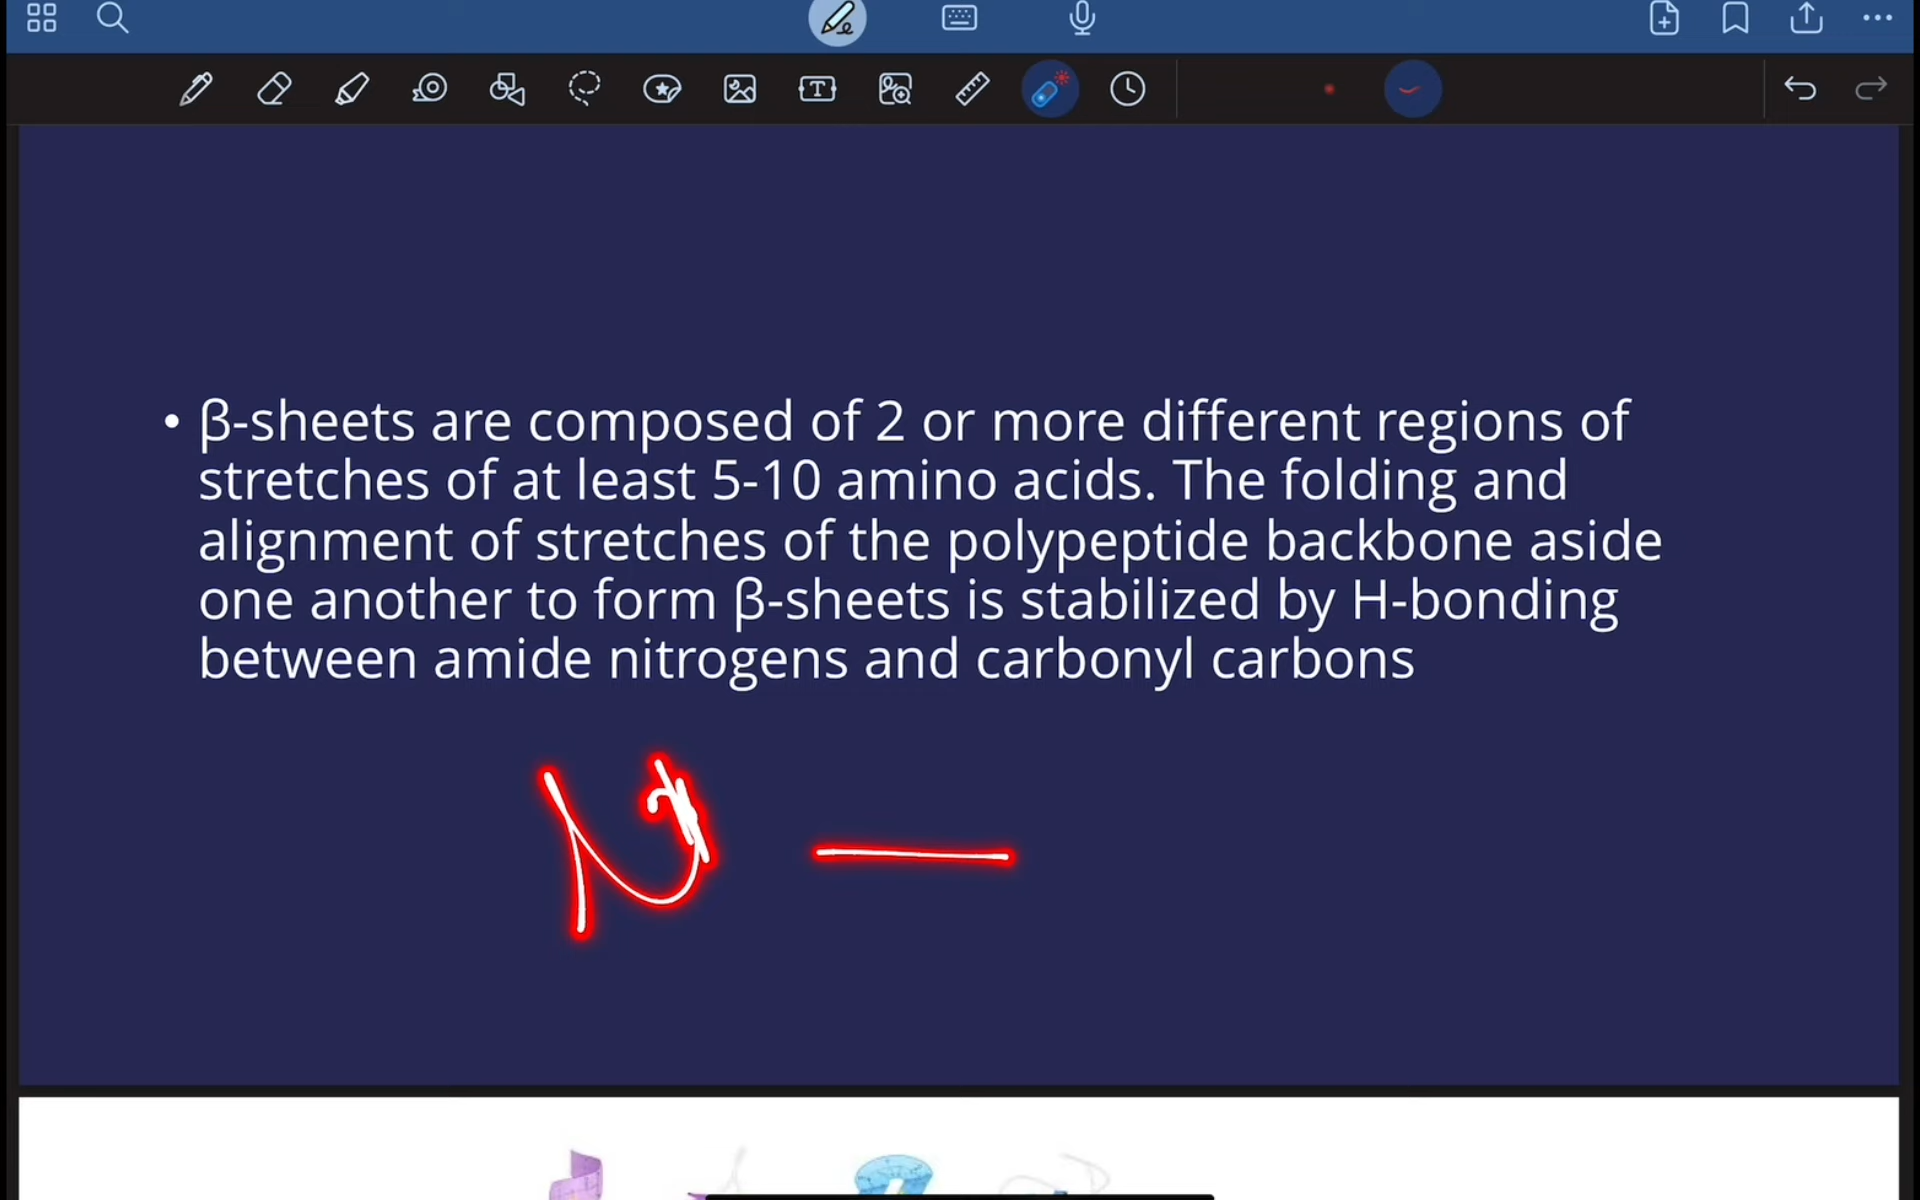 • β-sheets are composed of 2 or more different regions of
stretches of at least 5-10 amino acids. The folding and
alignment of stretches of the polypeptide backbone aside
one another to form β-sheets is stabilized by H-bonding
between amide nitrogens and carbonyl carbons